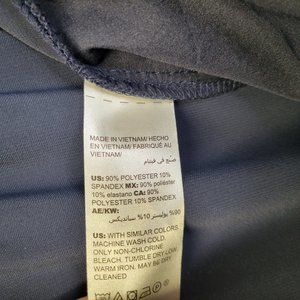 MADE IN VIETNAM/ HECHO
EN VIETNAM/ FABRIQUÉ AU
VIETNAM/
صنع في فيتنام
US: 90% POLYESTER 10%
SPANDEX MX: 90% poliéster
10% elastano CA: 90%
POLYESTER 10% SPANDEX
AE/KW:
90% بوليستر 10% سبانديكس
US: WITH SIMILAR COLORS.
MACHINE WASH COLD.
ONLY NON-CHLORINE
BLEACH. TUMBLE DRY LOW.
WARM IRON. MAY BE DRY
CLEANED